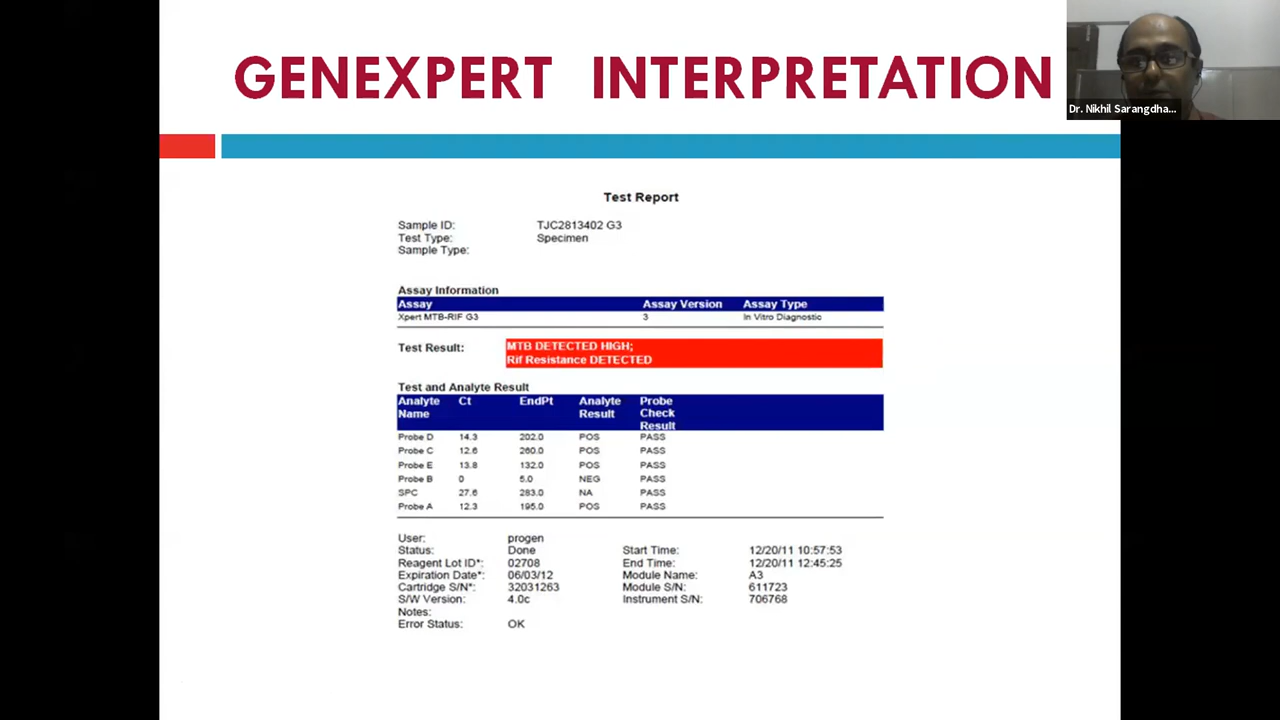 GENEXPERT INTERPRETATION
Dr. Nikhil Sarangdha...
Test Report
Sample ID: TJC2813402 G3
Test Type: Specimen
Sample Type:
Assay Information
Assay Assay Version Assay Type
Xpert MTB-RIF G3 3 In Vitro Diagnostic
Test Result: MTB DETECTED HIGH;
Rif Resistance DETECTED
Test and Analyte Result
Analyte Ct EndPt Analyte Probe
Name Result Check
Result
Probe D 14.3 202.0 POS PASS
Probe C 12.6 260.0 POS PASS
Probe E 13.8 132.0 POS PASS
Probe B 0 5.0 NEG PASS
SPC 27.6 283.0 NA PASS
Probe A 12.3 195.0 POS PASS
User: progen
Status: Done Start Time: 12/20/11 10:57:53
Reagent Lot ID*: 02708 End Time: 12/20/11 12:45:25
Expiration Date*: 06/03/12 Module Name: A3
Cartridge S/N*: 32031263 Module S/N: 611723
S/W Version: 4.0c Instrument S/N: 706768
Notes:
Error Status: OK